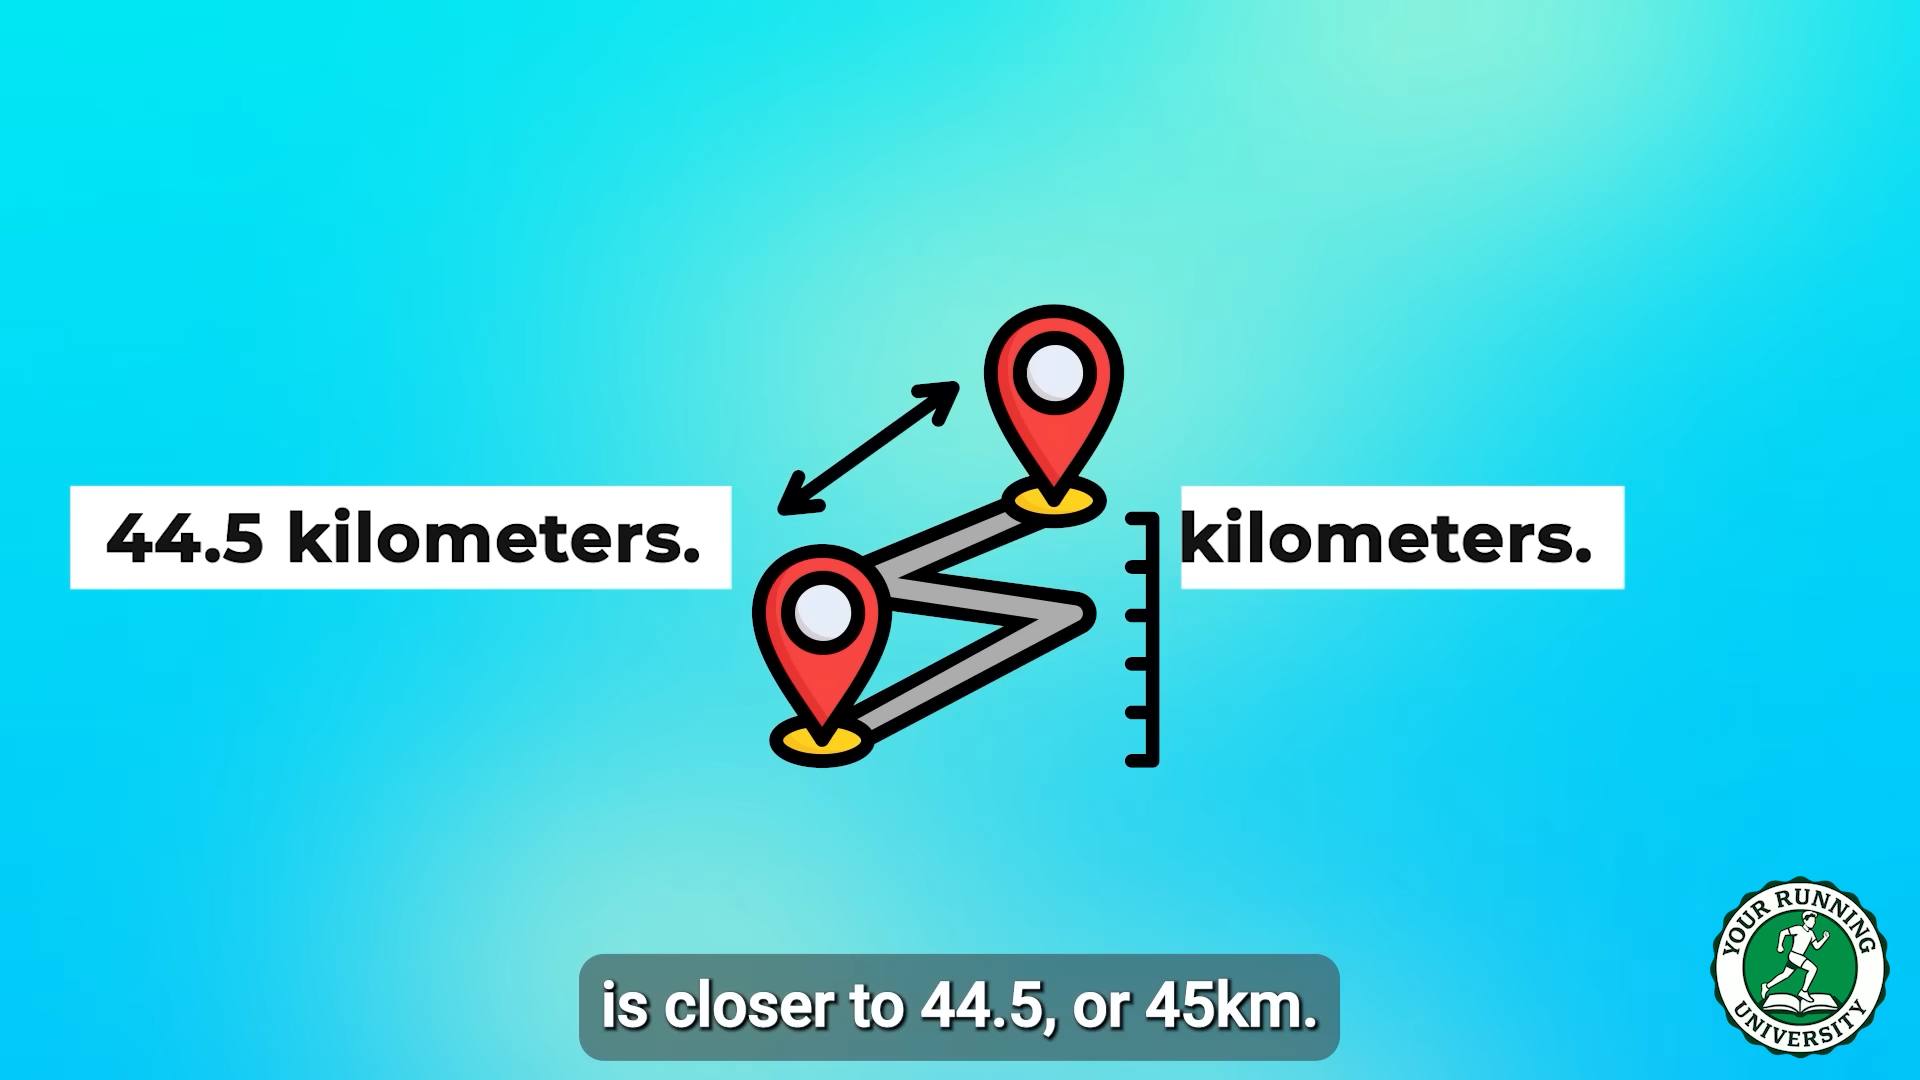 44.5 kilometers.
kilometers.
is closer to 44.5, or 45km.
YOUR RUNNING
UNIVERSITY